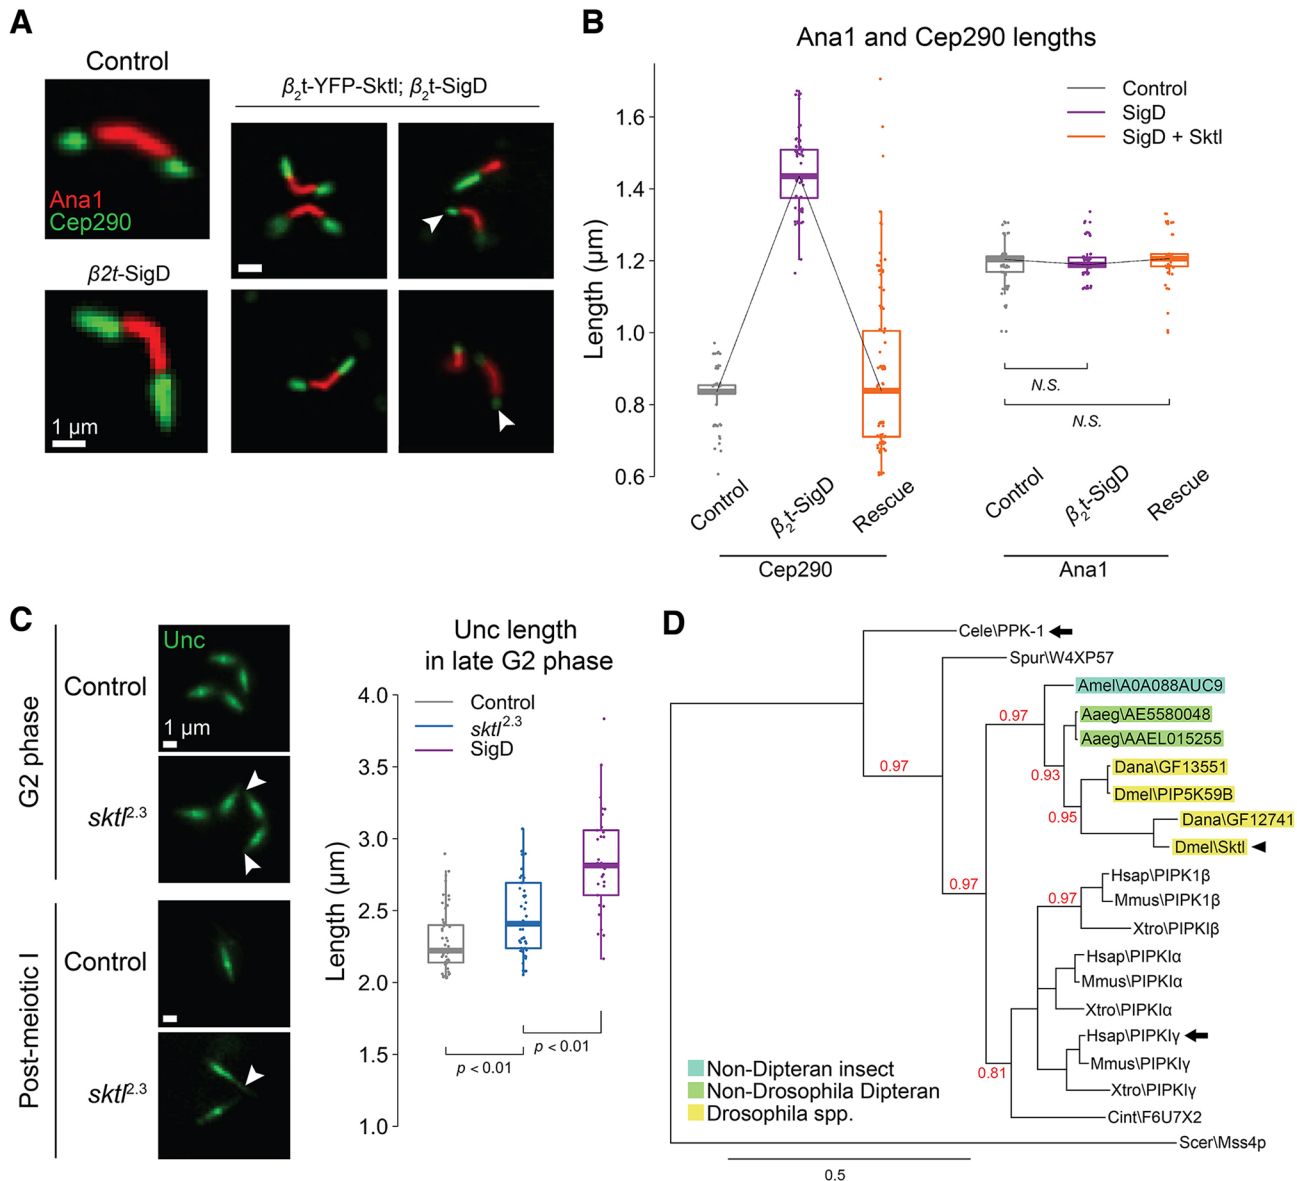 A
Control
Ana1
Cep290
β2t-SigD
1 μm
β₂t-YFP-Sktl; β₂t-SigD
B
Ana1 and Cep290 lengths
Control
SigD
SigD + Sktl
Length (μm)
1.6
1.4
1.2
1.0
0.8
0.6
N.S.
N.S.
Control
β₂t-SigD
Rescue
Control
β₂t-SigD
Rescue
Cep290
Ana1
C
G2 phase
Control
Unc
1 μm
sktl²·³
Post-meiotic I
Control
sktl²·³
Unc length
in late G2 phase
Control
sktl²·³
SigD
Length (μm)
4.0
3.5
3.0
2.5
2.0
1.5
1.0
p < 0.01
p < 0.01
D
Cele\PPK-1
Spur\W4XP57
Amel\A0A088AUC9
0.97
Aaeg\AE5580048
Aaeg\AAEL015255
0.97
0.93
Dana\GF13551
Dmel\PIP5K59B
0.95
Dana\GF12741
Dmel\Sktl
Hsap\PIPK1β
0.97
0.97
Mmus\PIPK1β
Xtro\PIPKIβ
Hsap\PIPKIα
Mmus\PIPKIα
Xtro\PIPKIα
Hsap\PIPKIγ
Mmus\PIPKIγ
0.81
Xtro\PIPKIγ
Cint\F6U7X2
Scer\Mss4p
Non-Dipteran insect
Non-Drosophila Dipteran
Drosophila spp.
0.5